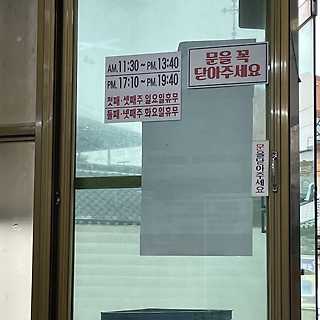 AM.11:30~PM.13:40
PM.17:10~PM.19:40
첫째·셋째주 일요일휴무
둘째·넷째주 화요일휴무
문을 꼭
닫아주세요
문을닫아주세요